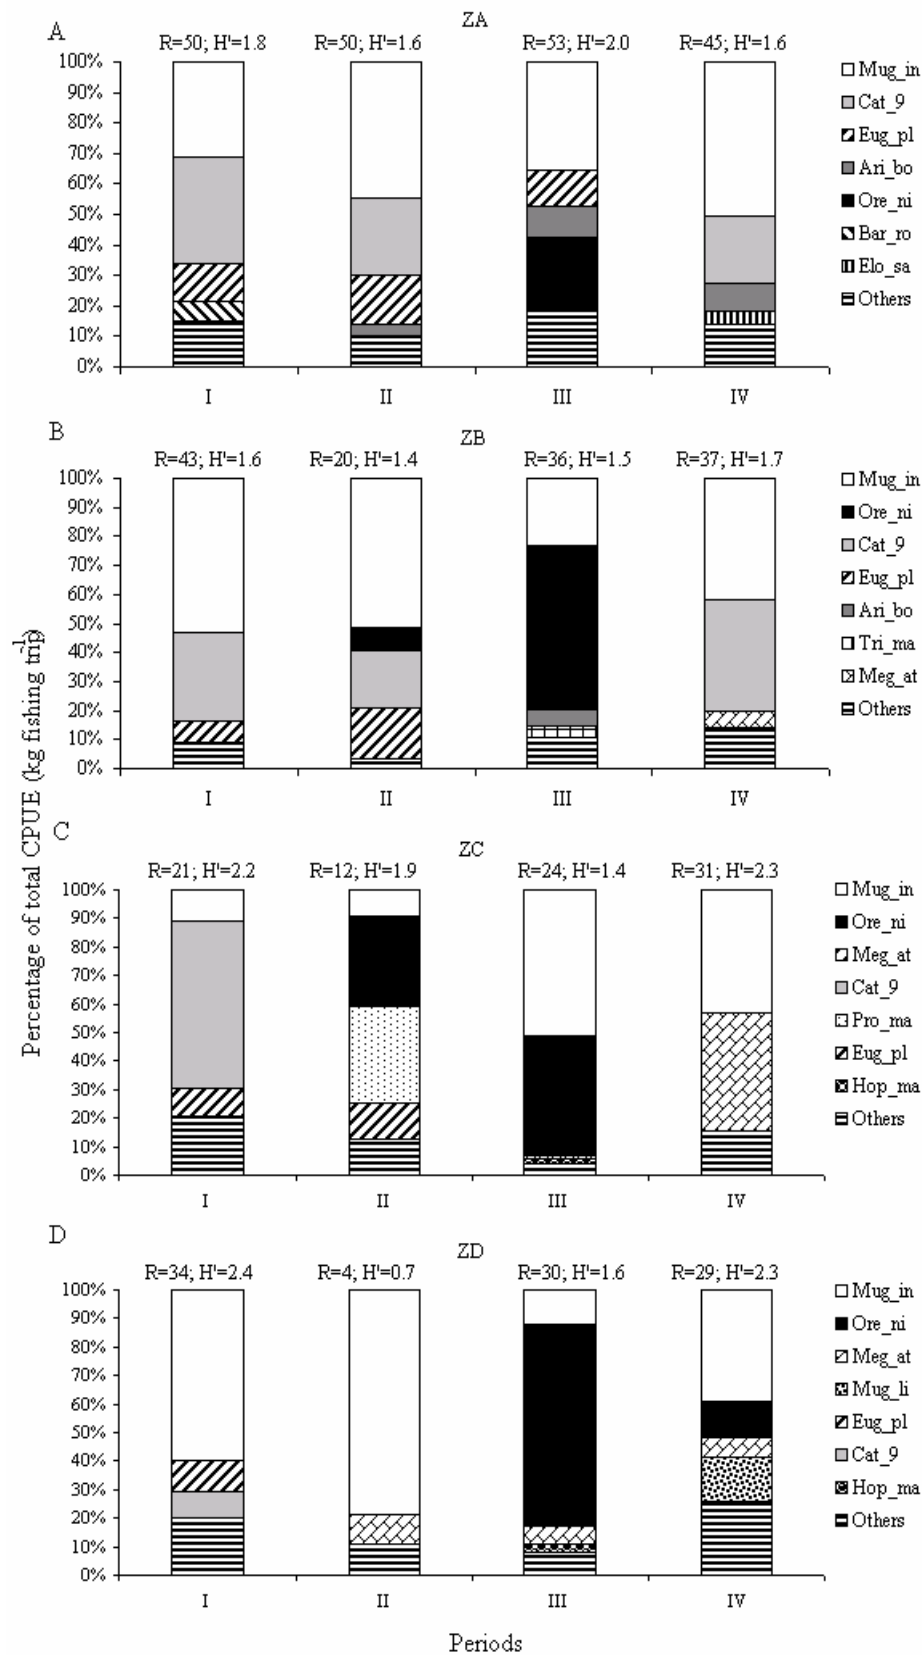 A
ZA
R=50; H'=1.8 R=50; H'=1.6 R=53; H'=2.0 R=45; H'=1.6
100%
90%
80%
70%
60%
50%
40%
30%
20%
10%
0%
I II III IV
Mug_in
Cat_9
Eug_pl
Ari_bo
Ore_ni
Bar_ro
Elo_sa
Others
B
ZB
R=43; H'=1.6 R=20; H'=1.4 R=36; H'=1.5 R=37; H'=1.7
100%
90%
80%
70%
60%
50%
40%
30%
20%
10%
0%
I II III IV
Mug_in
Ore_ni
Cat_9
Eug_pl
Ari_bo
Tri_ma
Meg_at
Others
Percentage of total CPUE (kg fishing trip-1)
C
ZC
R=21; H'=2.2 R=12; H'=1.9 R=24; H'=1.4 R=31; H'=2.3
100%
90%
80%
70%
60%
50%
40%
30%
20%
10%
0%
I II III IV
Mug_in
Ore_ni
Meg_at
Cat_9
Pro_ma
Eug_pl
Hop_ma
Others
D
ZD
R=34; H'=2.4 R=4; H'=0.7 R=30; H'=1.6 R=29; H'=2.3
100%
90%
80%
70%
60%
50%
40%
30%
20%
10%
0%
I II III IV
Mug_in
Ore_ni
Meg_at
Mug_li
Eug_pl
Cat_9
Hop_ma
Others
Periods